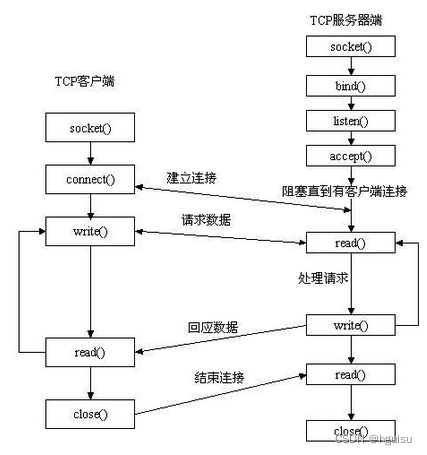 TCP服务器端
socket()
bind()
listen()
accept()
阻塞直到有客户端连接
read()
处理请求
write()
read()
close()
TCP客户端
socket()
connect()
write()
read()
close()
建立连接
请求数据
回应数据
结束连接
CSDN @hguisu